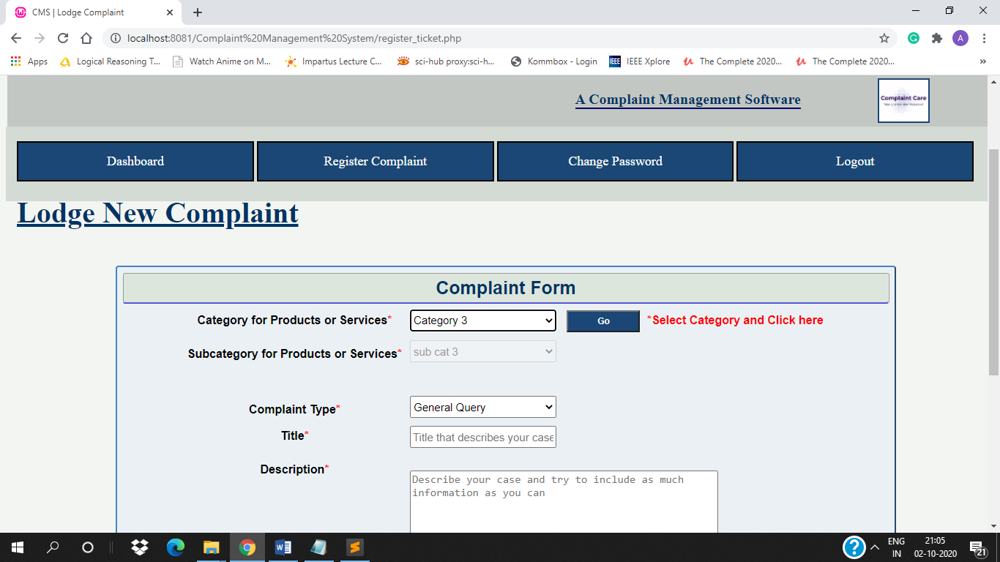 CMS | Lodge Complaint
localhost:8081/Complaint%20Management%20System/register_ticket.php
A
Apps
Logical Reasoning T...
Watch Anime on M...
Impartus Lecture C...
sci-hub proxy:sci-h...
Kommbox - Login
IEEE
IEEE Xplore
The Complete 2020...
The Complete 2020...
»
A Complaint Management Software
Complaint Care
Dashboard
Register Complaint
Change Password
Logout
Lodge New Complaint
Complaint Form
Category for Products or Services*
Category 3
Go
*Select Category and Click here
Subcategory for Products or Services*
sub cat 3
Complaint Type*
General Query
Title*
Title that describes your case
Description*
Describe your case and try to include as much
information as you can
ENG
IN
21:05
02-10-2020
21